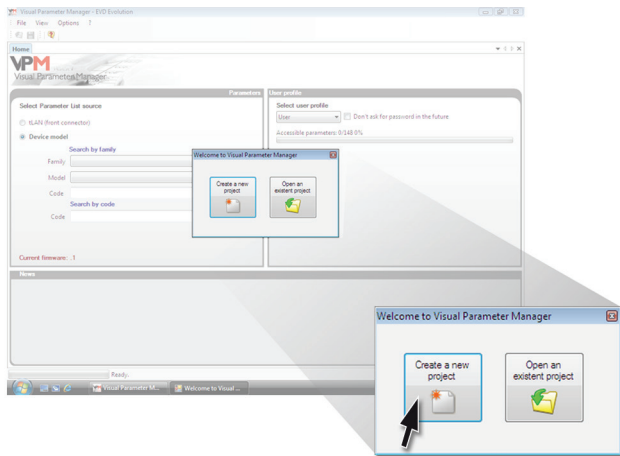 Visual Parameter Manager - EVD Evolution
File View Options ?
Home
VPM
Visual Parameter Manager
Parameters
User profile
Select Parameter List source
tLAN (front connector)
Device model
Search by family
Family
Model
Code
Search by code
Code
Current firmware: .1
Select user profile
User
Don't ask for password in the future
Accessible parameters: 0/148 0%
Welcome to Visual Parameter Manager
Create a new
project
Open an
existent project
News
Ready.
Visual Parameter M...
Welcome to Visual ...
Welcome to Visual Parameter Manager
Create a new
project
Open an
existent project